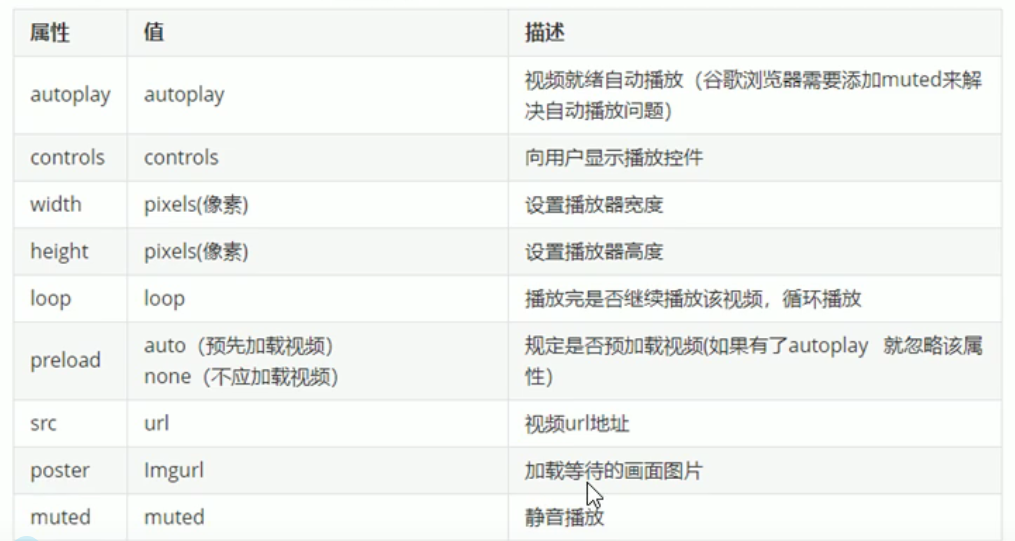 属性 值 描述
autoplay autoplay 视频就绪自动播放（谷歌浏览器需要添加muted来解
决自动播放问题）
controls controls 向用户显示播放控件
width pixels(像素) 设置播放器宽度
height pixels(像素) 设置播放器高度
loop loop 播放完是否继续播放该视频，循环播放
preload auto（预先加载视频） 规定是否预加载视频(如果有了autoplay 就忽略该属
none（不应加载视频） 性）
src url 视频url地址
poster Imgurl 加载等待的画面图片
muted muted 静音播放